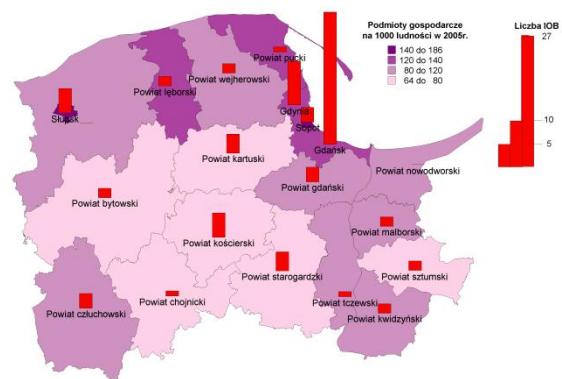 Podmioty gospodarcze
na 1000 ludności w 2005r.
140 do 186
120 do 140
80 do 120
64 do 80
Liczba IOB
27
10
5
Powiat pucki
Powiat wejherowski
Powiat lęborski
Gdynia
Słupsk
Sopot
Gdańsk
Powiat kartuski
Powiat nowodworski
Powiat gdański
Powiat bytowski
Powiat malborski
Powiat kościerski
Powiat starogardzki
Powiat sztumski
Powiat chojnicki
Powiat tczewski
Powiat człuchowski
Powiat kwidzyński